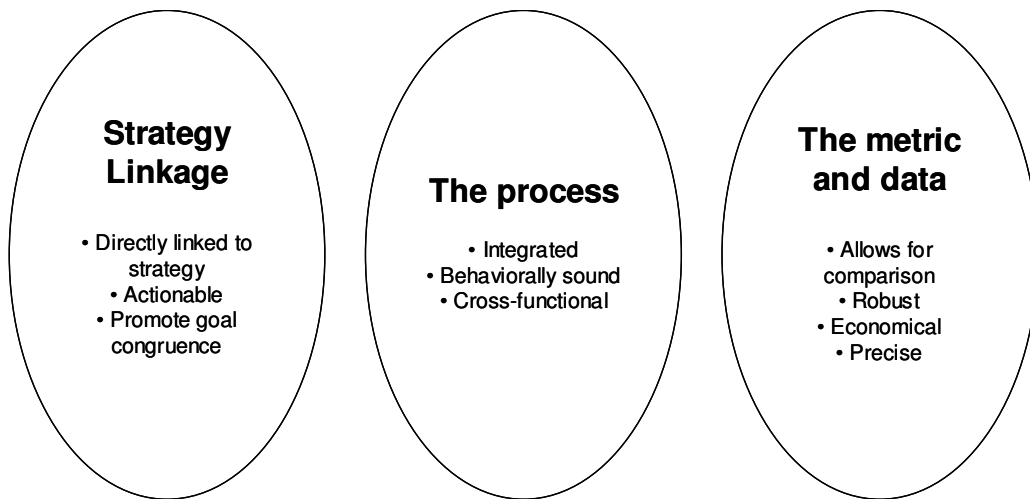 Strategy
Linkage
• Directly linked to
strategy
• Actionable
• Promote goal
congruence
The process
• Integrated
• Behaviorally sound
• Cross-functional
The metric
and data
• Allows for
comparison
• Robust
• Economical
• Precise